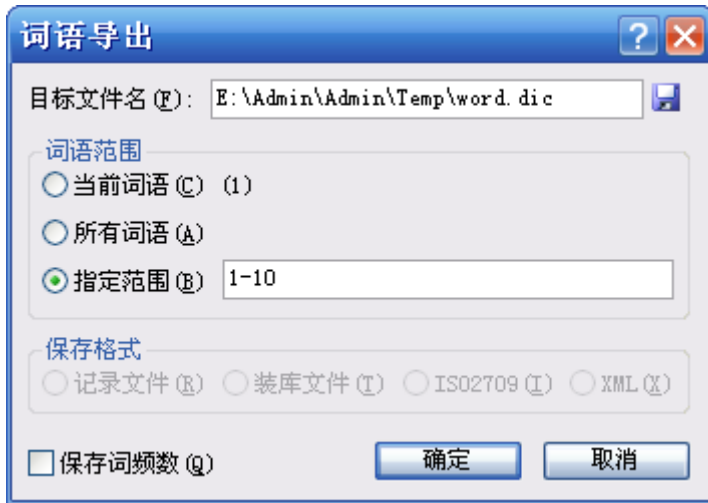 词语导出
目标文件名(F): E:\Admin\Admin\Temp\word.dic
词语范围
当前词语(C) (1)
所有词语(A)
指定范围(B) 1-10
保存格式
记录文件(R) 装库文件(T) ISO2709(I) XML(X)
保存词频数(Q) 确定 取消